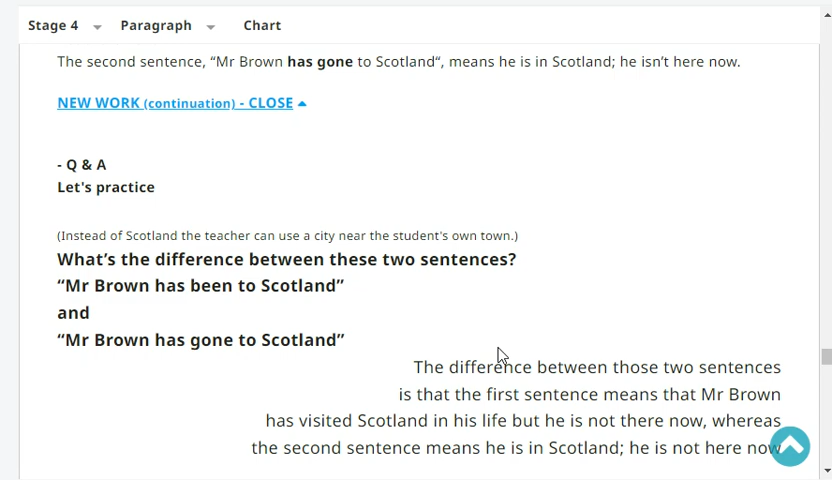 Stage 4 Paragraph Chart
The second sentence, “Mr Brown has gone to Scotland“, means he is in Scotland; he isn’t here now.
NEW WORK (continuation) - CLOSE
- Q & A
Let's practice
(Instead of Scotland the teacher can use a city near the student's own town.)
What’s the difference between these two sentences?
“Mr Brown has been to Scotland”
and
“Mr Brown has gone to Scotland”
The difference between those two sentences
is that the first sentence means that Mr Brown
has visited Scotland in his life but he is not there now, whereas
the second sentence means he is in Scotland; he is not here now